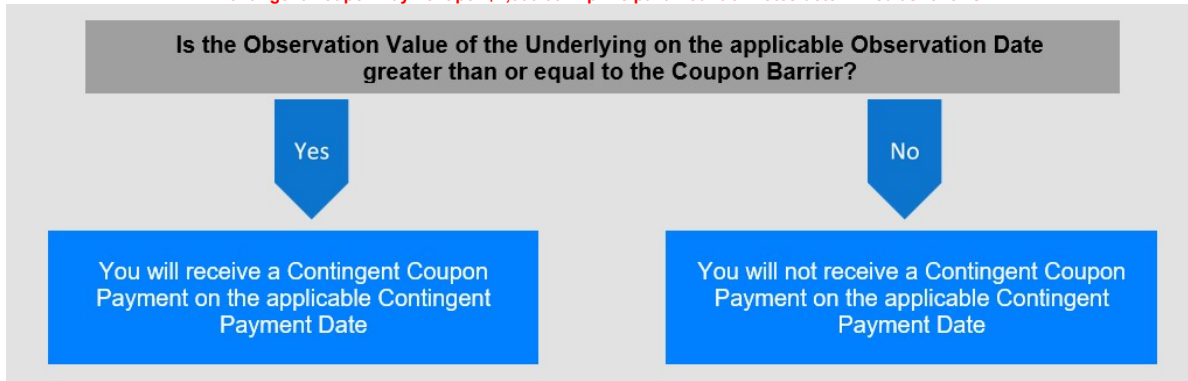 Is the Observation Value of the Underlying on the applicable Observation Date
greater than or equal to the Coupon Barrier?
Yes
No
You will receive a Contingent Coupon
Payment on the applicable Contingent
Payment Date
You will not receive a Contingent Coupon
Payment on the applicable Contingent
Payment Date